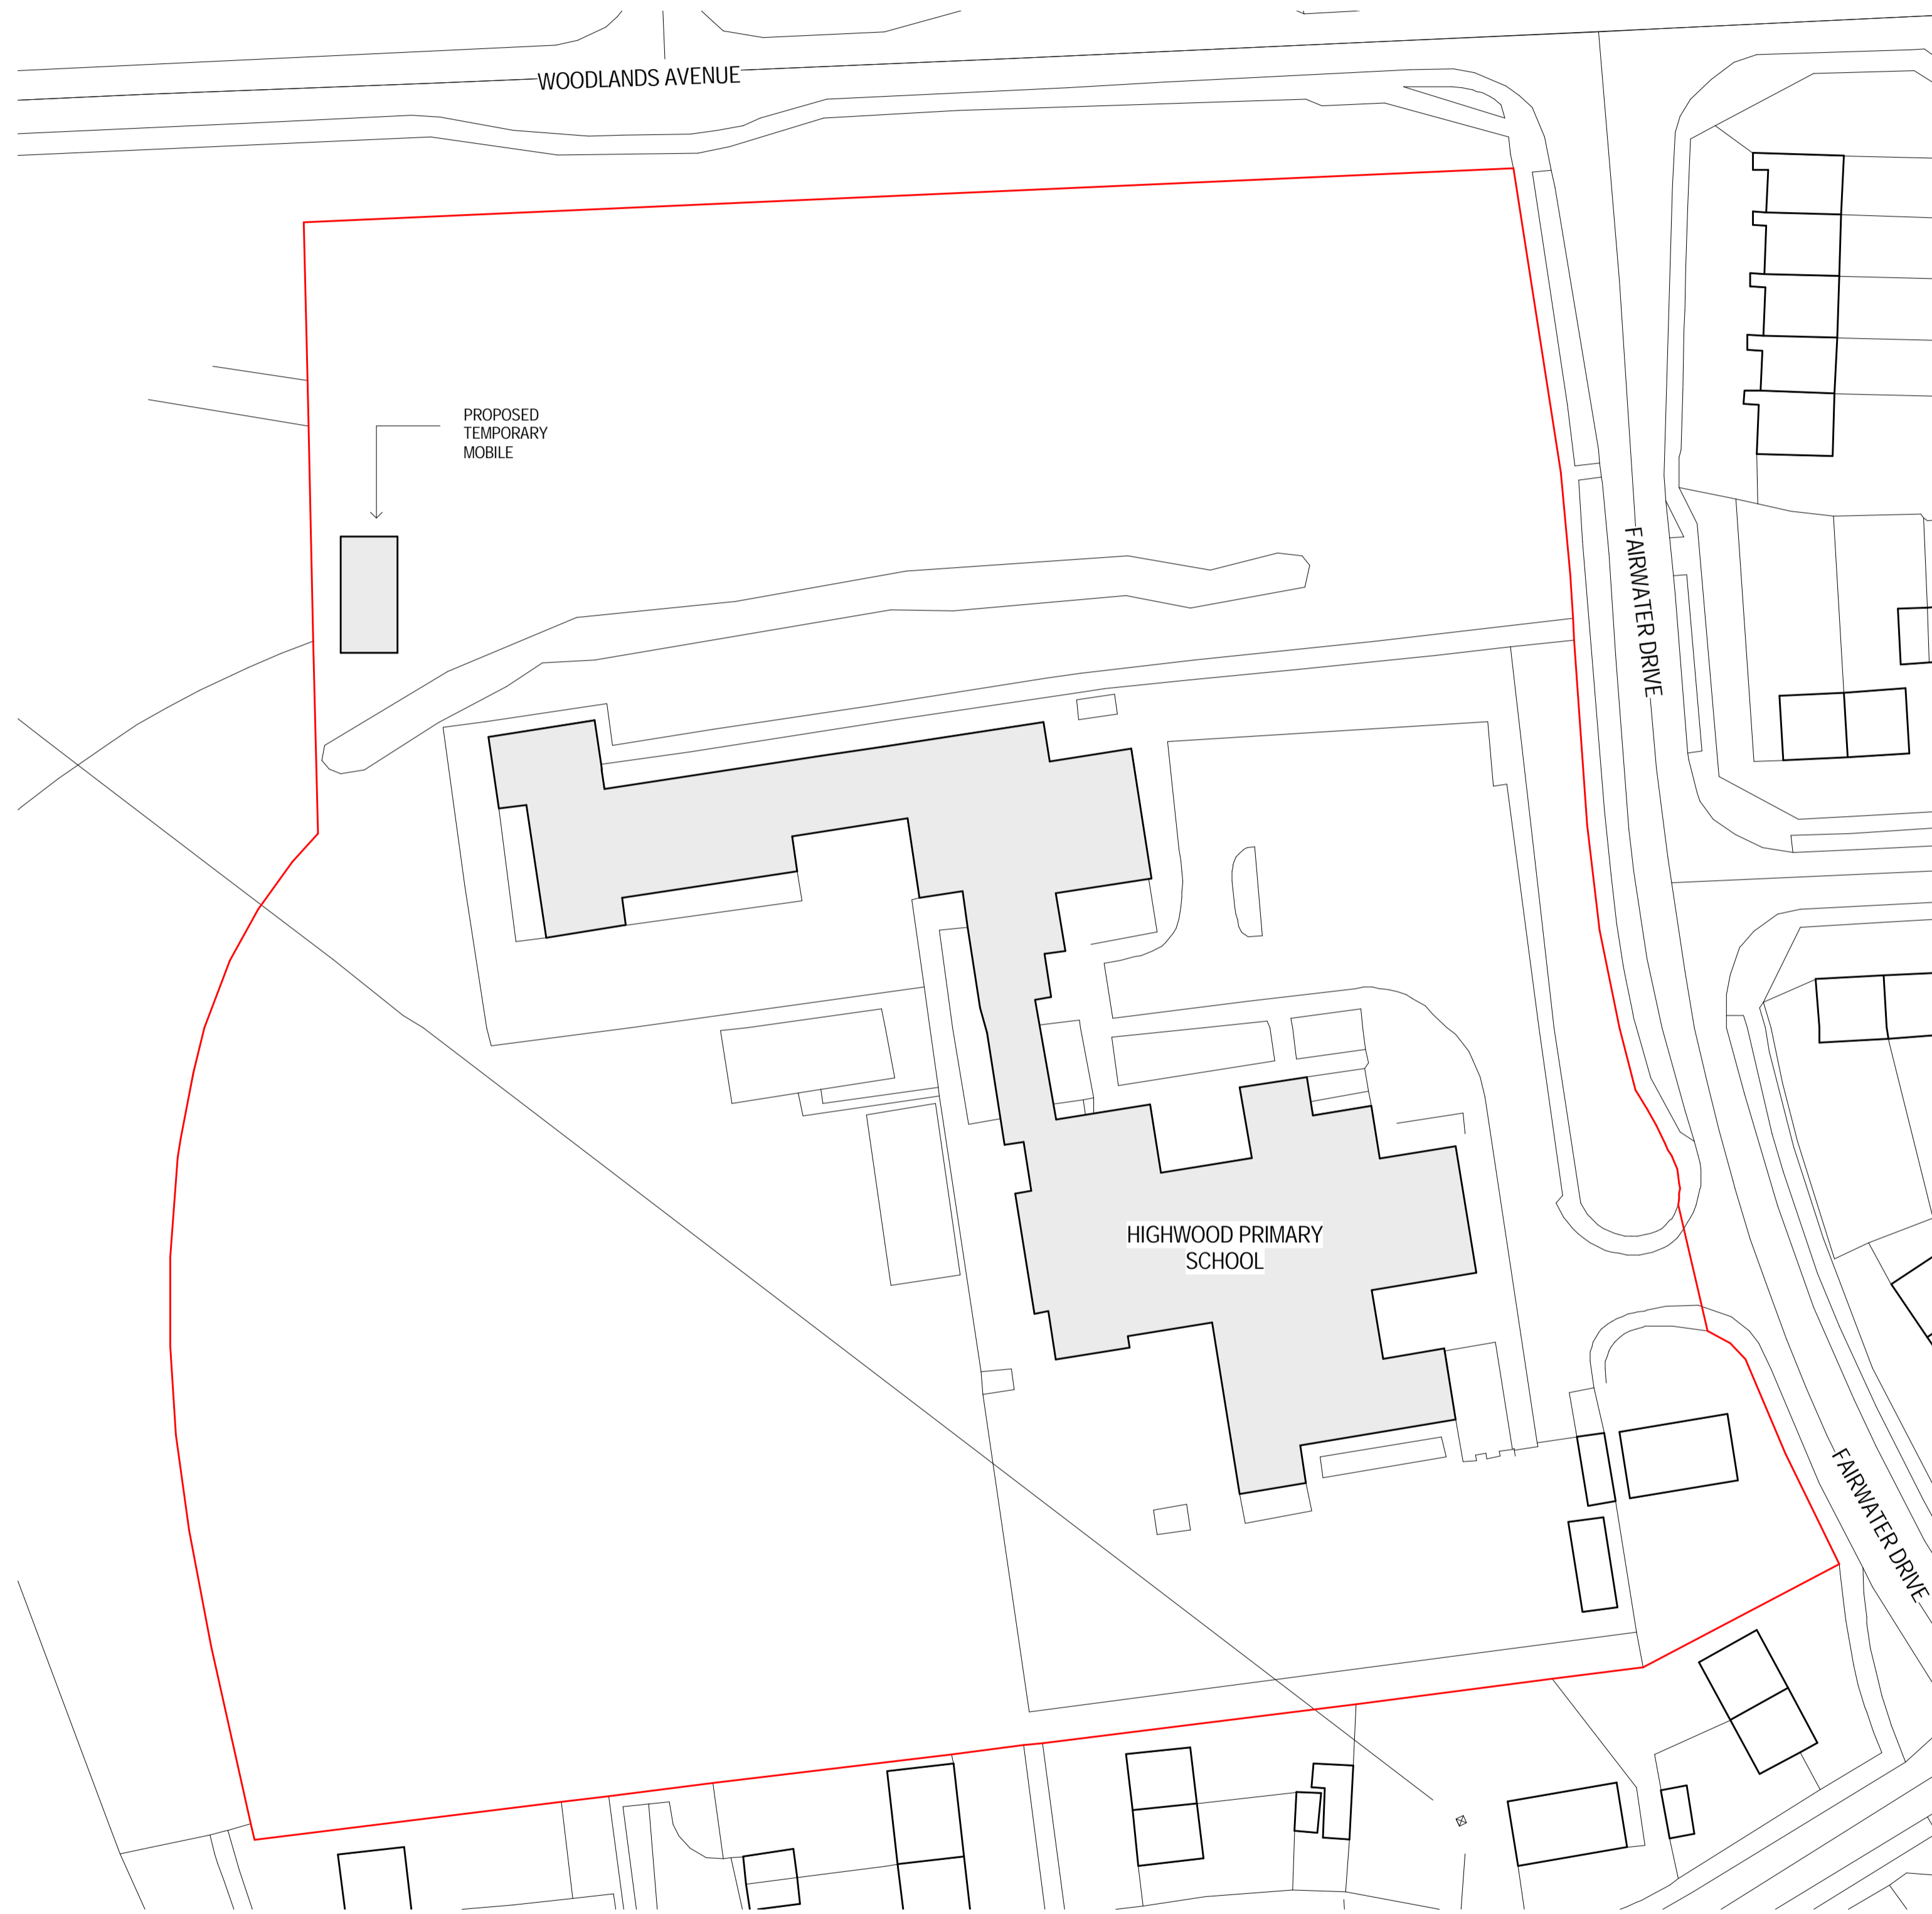 WOODLANDS AVENUE
PROPOSED
TEMPORARY
MOBILE
FAIRWATER DRIVE
HIGHWOOD PRIMARY
SCHOOL
FAIRWATER DRIVE